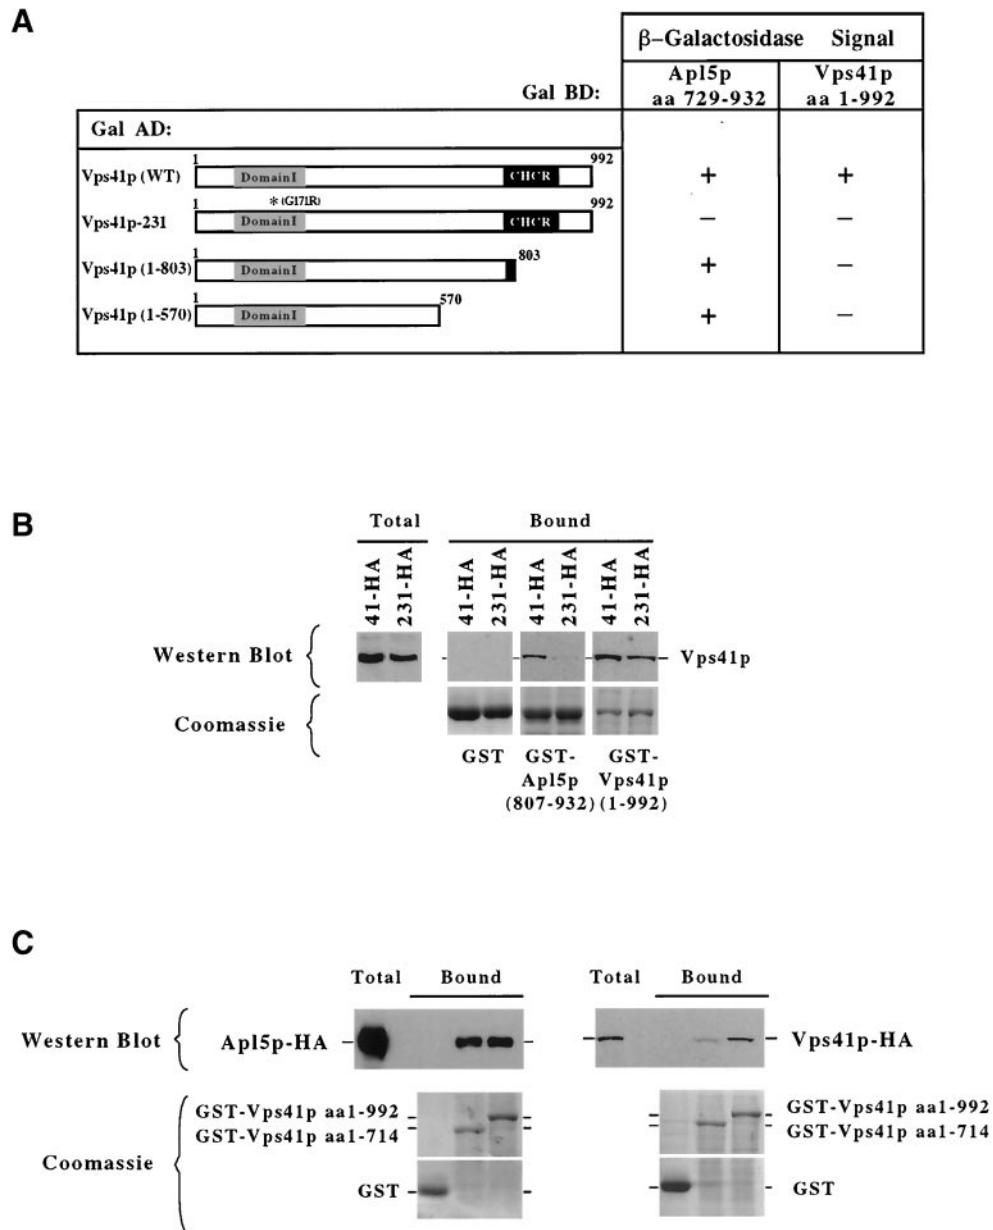 A
β–Galactosidase Signal
Gal BD:
Apl5p
aa 729-932
Vps41p
aa 1-992
Gal AD:
Vps41p (WT)
1
992
DomainI
CHCR
+
+
* (G171R)
Vps41p-231
1
992
DomainI
CHCR
–
–
Vps41p (1-803)
1
803
DomainI
+
–
Vps41p (1-570)
1
570
DomainI
+
–
B
Total
Bound
41-HA
231-HA
41-HA
231-HA
41-HA
231-HA
41-HA
231-HA
Western Blot
Vps41p
Coomassie
GST
GST-
Apl5p
(807-932)
GST-
Vps41p
(1-992)
C
Total
Bound
Total
Bound
Western Blot
Apl5p-HA
Vps41p-HA
Coomassie
GST-Vps41p aa1-992
GST-Vps41p aa1-714
GST
GST-Vps41p aa1-992
GST-Vps41p aa1-714
GST